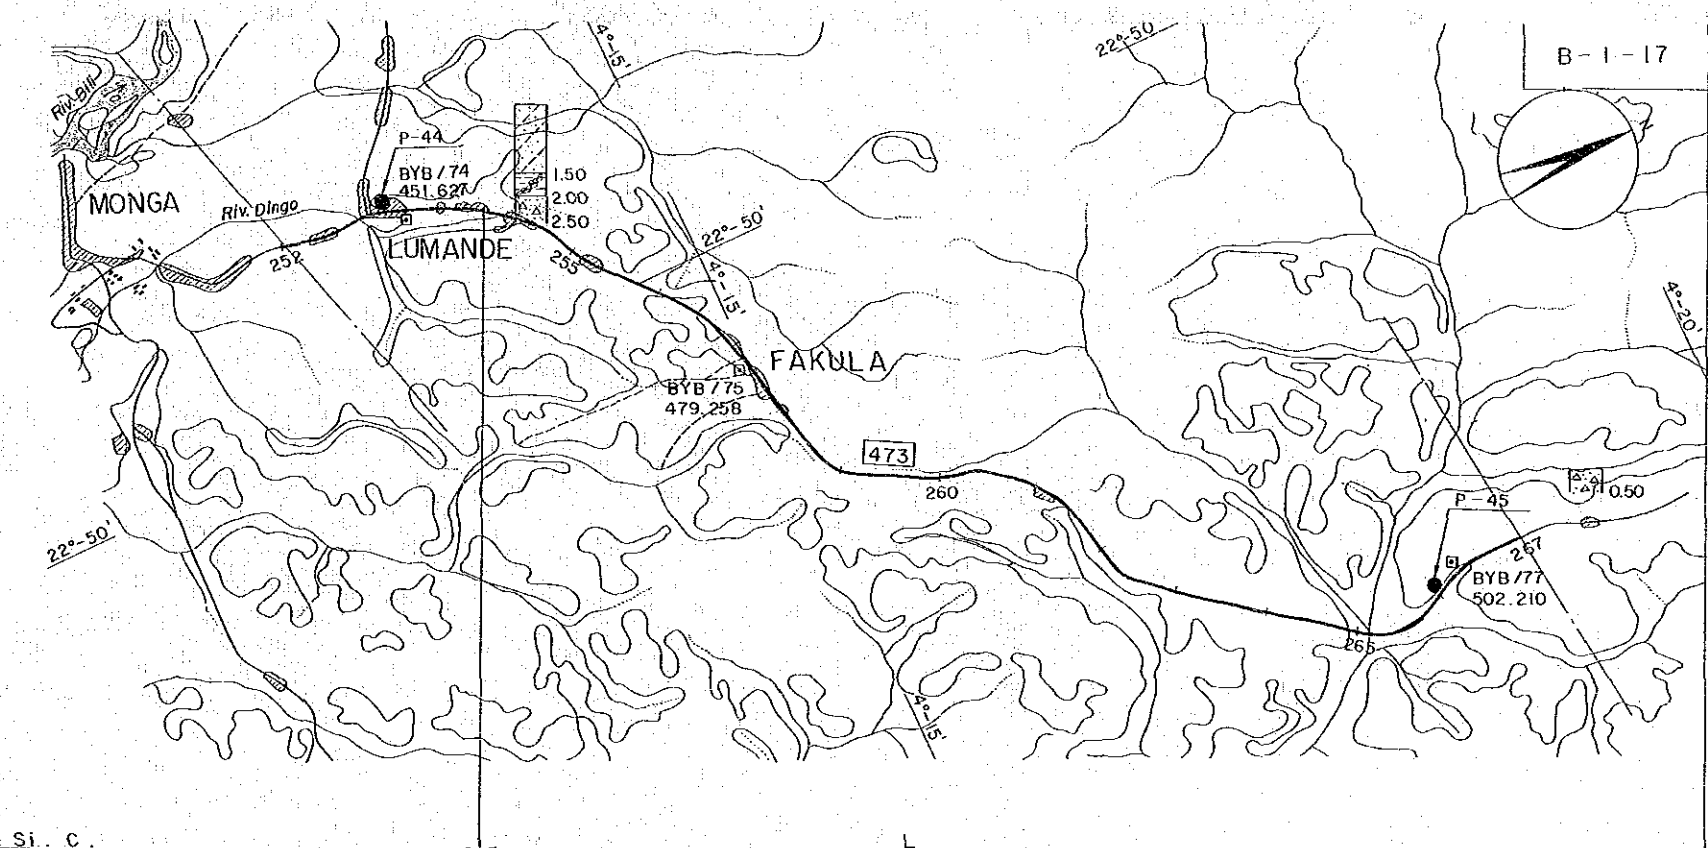 B-1-17
22°-50'
4°-15'
Riv. Bili
P-44
BYB/74
451.627
1.50
2.00
2.50
MONGA
Riv. Dingo
LUMANDE
252
255
22°-50'
4°-15'
4°-20'
FAKULA
BYB/75
479.258
473
260
P-45
0.50
22°-50'
267
BYB/77
502.210
265
4°-15'
Si. C.
L
N